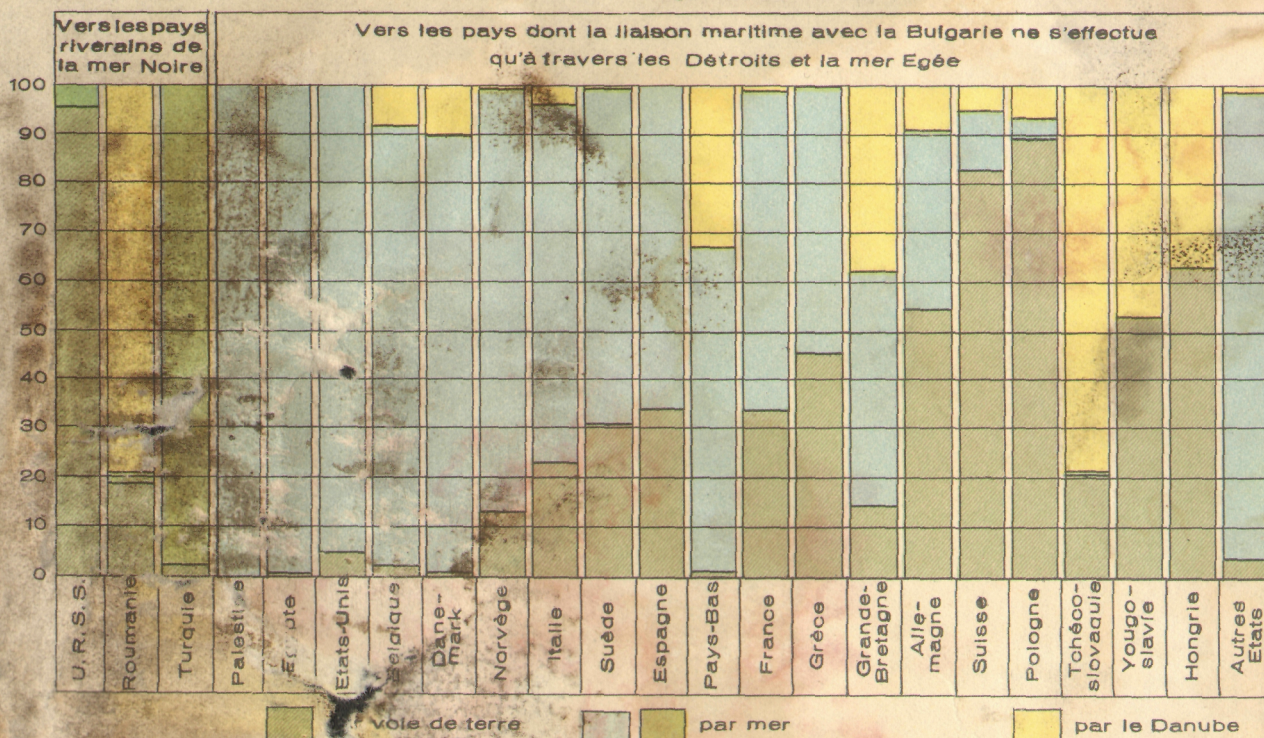 Vers les pays
riverains de
la mer Noire
Vers les pays dont la liaison maritime avec la Bulgarie ne s'effectue
qu'à travers les Détroits et la mer Egée
100
90
80
70
60
50
40
30
20
10
0
U.R.S.S.
Roumanie
Turquie
Palestine
Etats-Unis
Belgique
Dane-
mark
Norvège
Italie
Suède
Espagne
Pays-Bas
France
Grèce
Grande-
Bretagne
Alle-
magne
Suisse
Pologne
Tchéco-
slovaquie
Yougo-
slavie
Hongrie
Autres
Etats
voie de terre
par mer
par le Danube